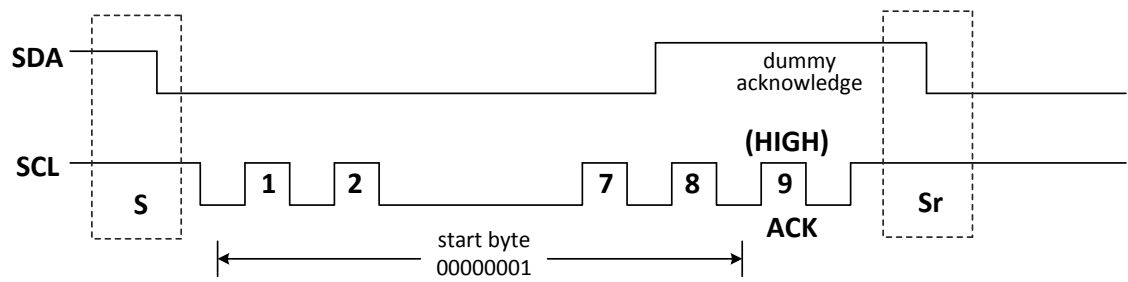 SDA
dummy
acknowledge
(HIGH)
SCL
1
2
7
8
9
S
Sr
ACK
start byte
00000001